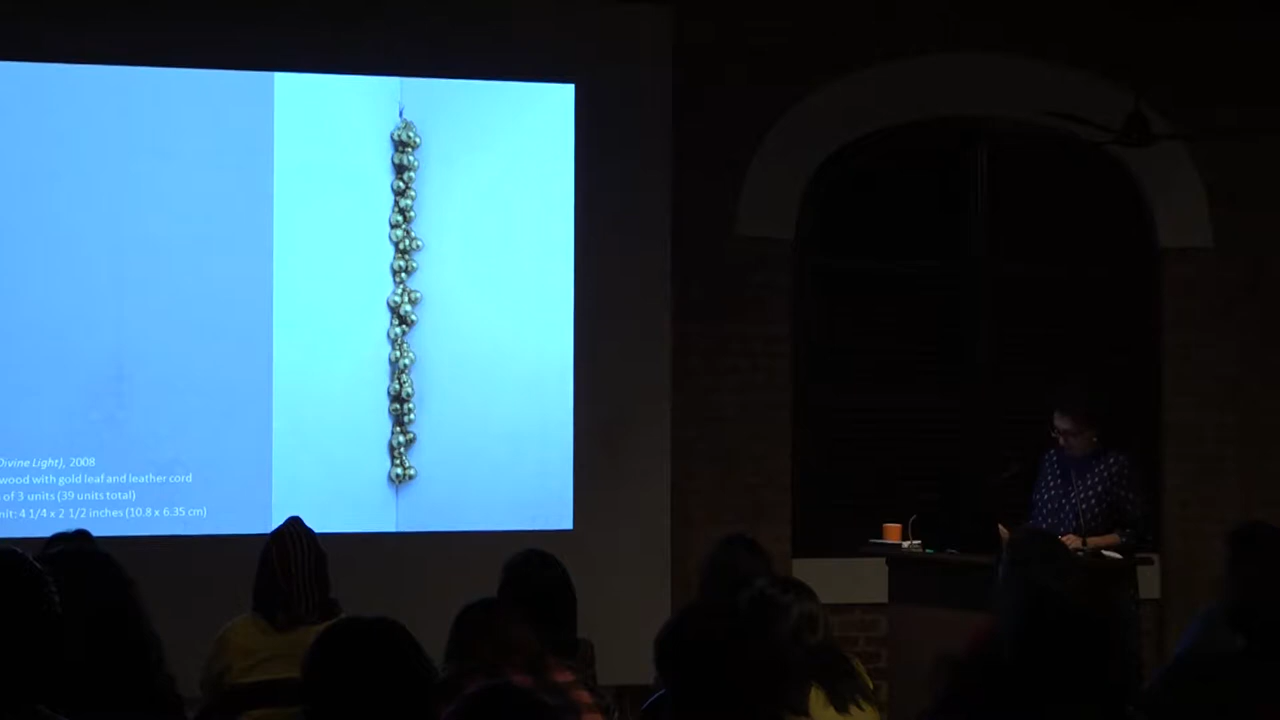 Divine Light), 2008
wood with gold leaf and leather cord
of 3 units (39 units total)
nit: 4 1/4 x 2 1/2 inches (10.8 x 6.35 cm)